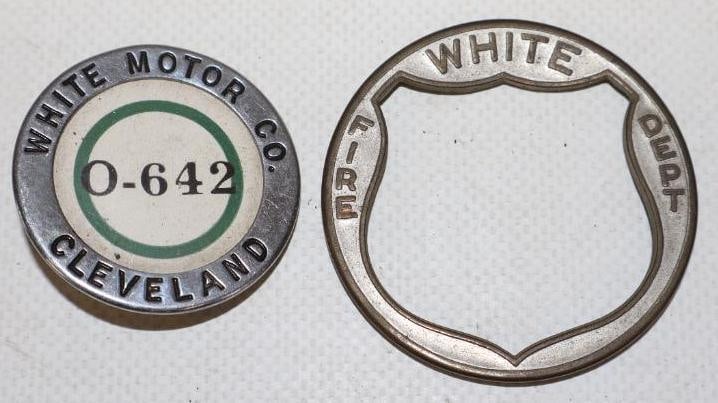 WHITE MOTOR CO.
O-642
CLEVELAND
WHITE
FIRE
DEPT